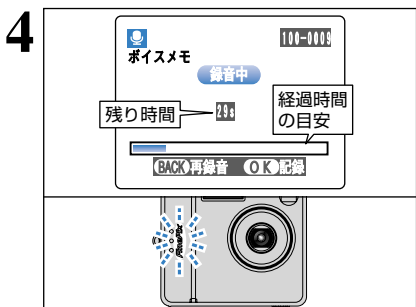 4
100-0009
ボイスメモ
録音中
残り時間
29s
経過時間
の目安
BACK 再録音 OK 記録
FinePix